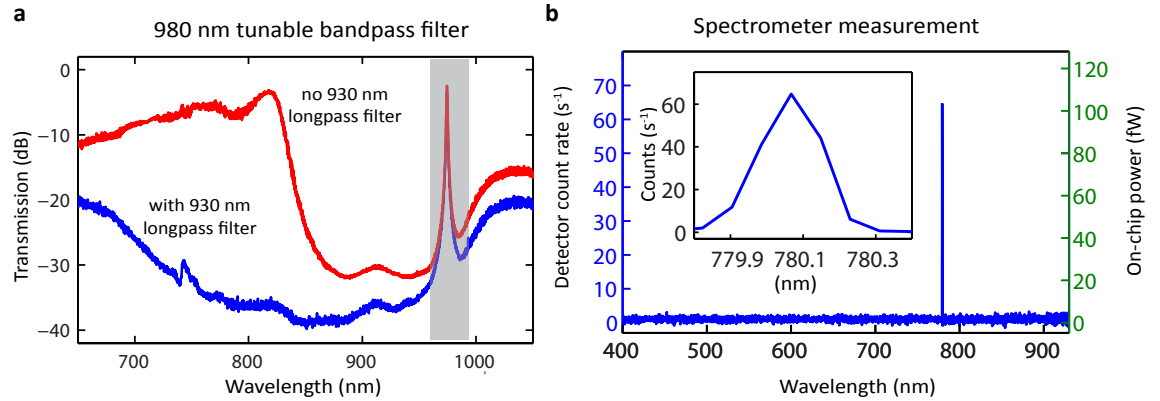 a
980 nm tunable bandpass filter
0
−10
−20
−30
−40
Transmission (dB)
no 930 nm
longpass filter
with 930 nm
longpass filter
700
800
900
1000
Wavelength (nm)
b
Spectrometer measurement
70
60
50
40
30
20
10
0
Detector count rate (s⁻¹)
60
40
20
0
Counts (s⁻¹)
779.9
780.1
780.3
(nm)
400
500
600
700
800
900
Wavelength (nm)
120
100
80
60
40
20
0
On-chip power (fW)